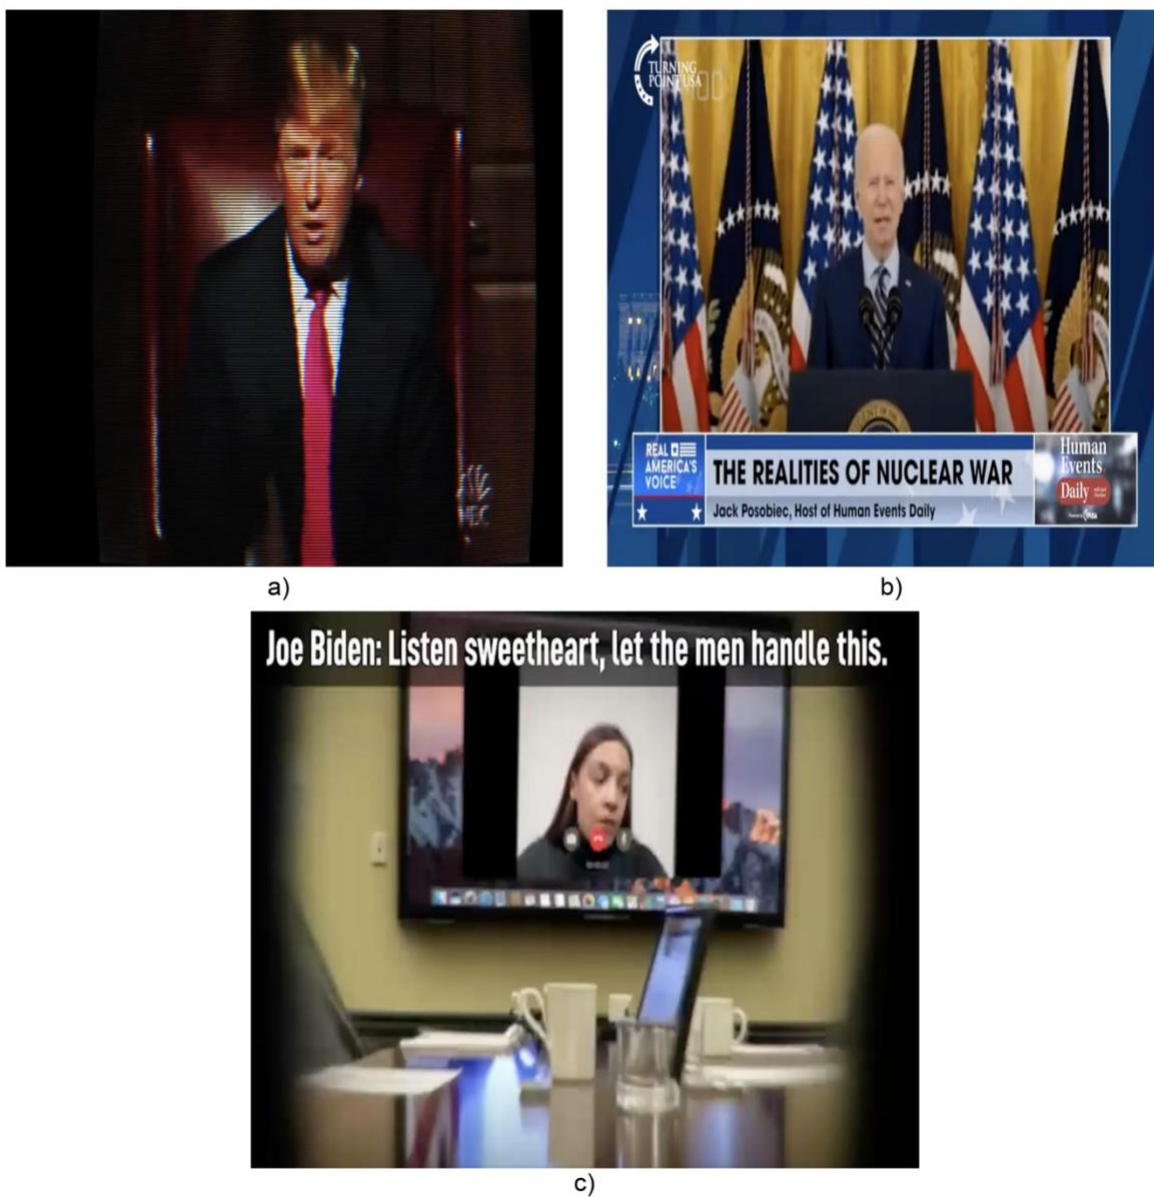 TURNING
POINT USA
REAL
AMERICA'S
VOICE
THE REALITIES OF NUCLEAR WAR
Jack Posobiec, Host of Human Events Daily
Human
Events
Daily
a)
b)
Joe Biden: Listen sweetheart, let the men handle this.
c)